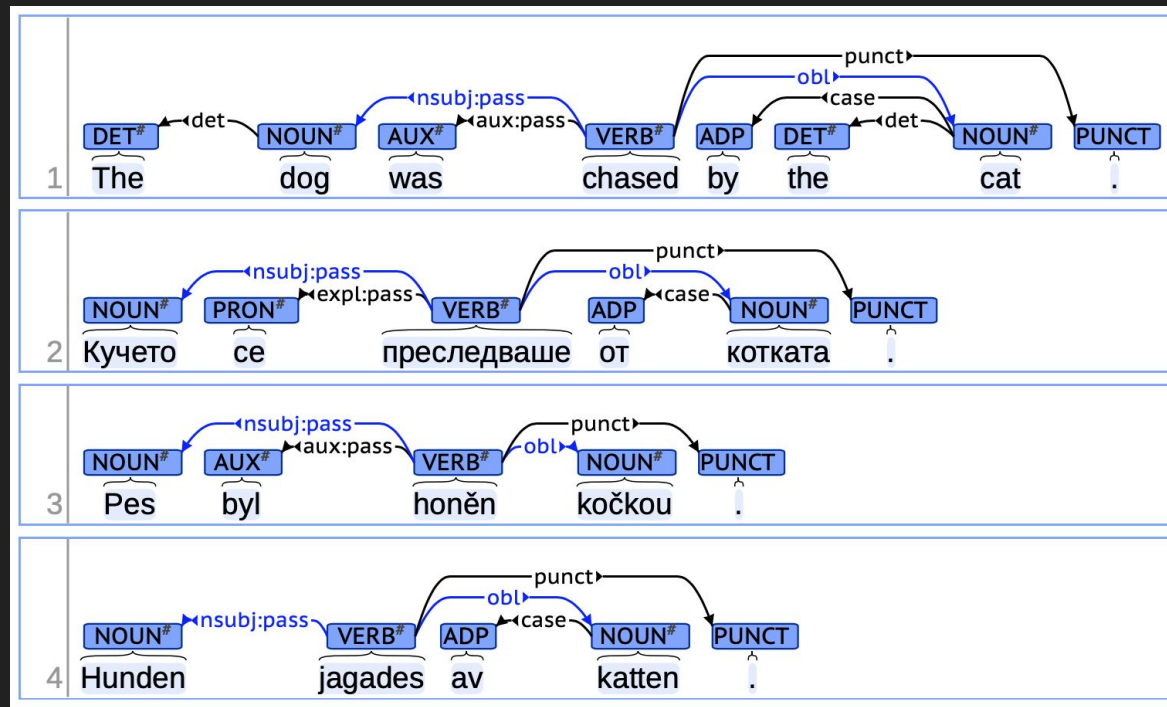 punct
obl
nsubj:pass case
det aux:pass det
DET# NOUN# AUX# VERB# ADP DET# NOUN# PUNCT
1 The dog was chased by the cat .
punct
nsubj:pass obl
expl:pass case
NOUN# PRON# VERB# ADP NOUN# PUNCT
2 Кучето се преследваше от котката .
nsubj:pass punct
aux:pass obl
NOUN# AUX# VERB# NOUN# PUNCT
3 Pes byl honěn kočkou .
punct
obl
nsubj:pass case
NOUN# VERB# ADP NOUN# PUNCT
4 Hunden jagades av katten .